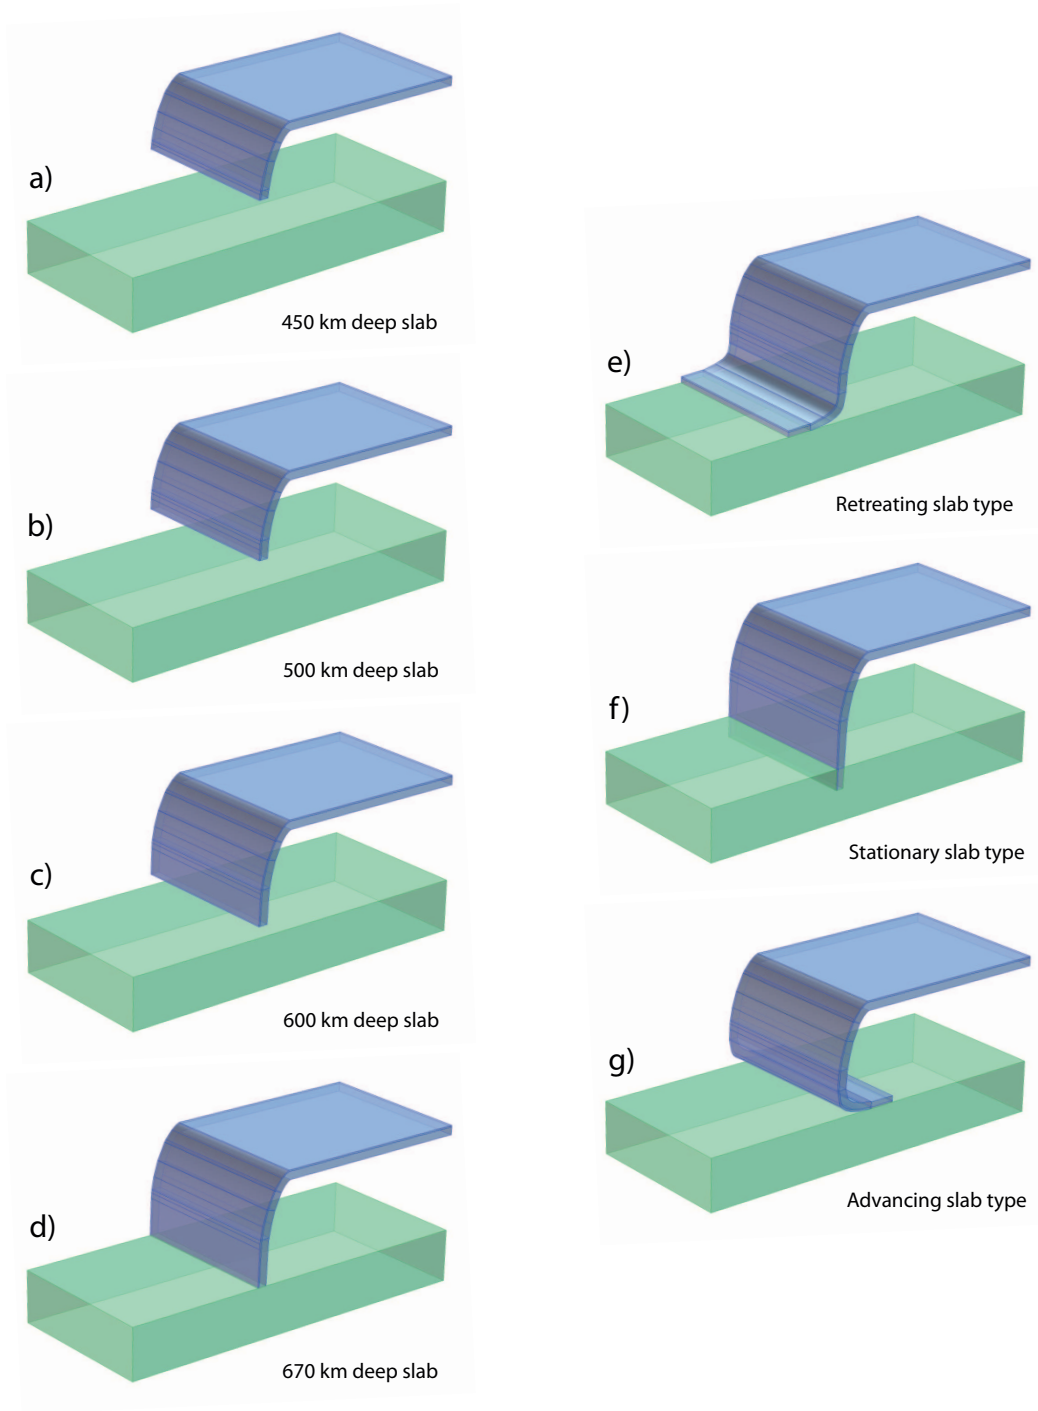 a)
450 km deep slab
b)
500 km deep slab
c)
600 km deep slab
d)
670 km deep slab
e)
Retreating slab type
f)
Stationary slab type
g)
Advancing slab type